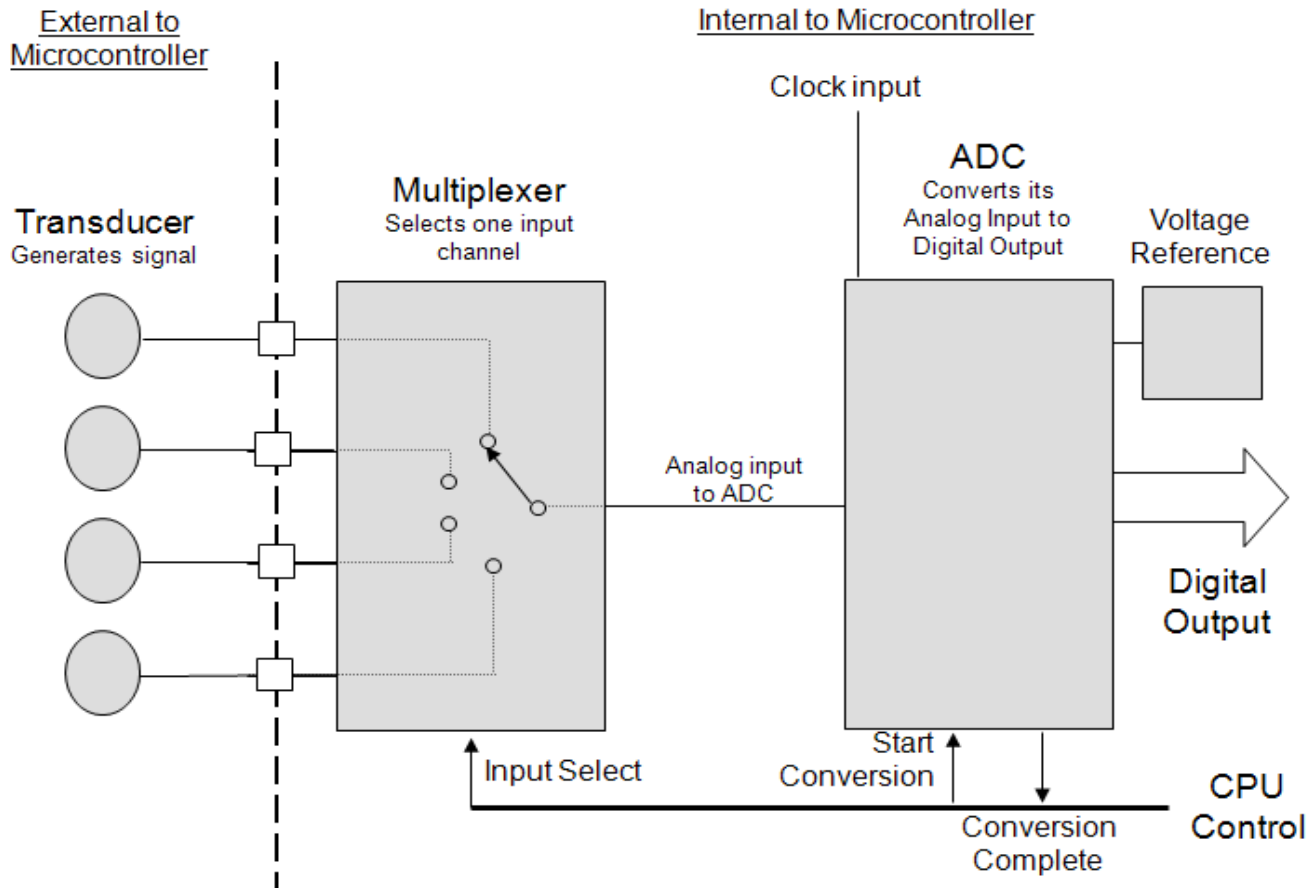 External to
Microcontroller
Internal to Microcontroller
Clock input
ADC
Converts its
Analog Input to
Digital Output
Multiplexer
Selects one input
channel
Transducer
Generates signal
Voltage
Reference
Analog input
to ADC
Digital
Output
Start
Conversion
Input Select
CPU
Control
Conversion
Complete